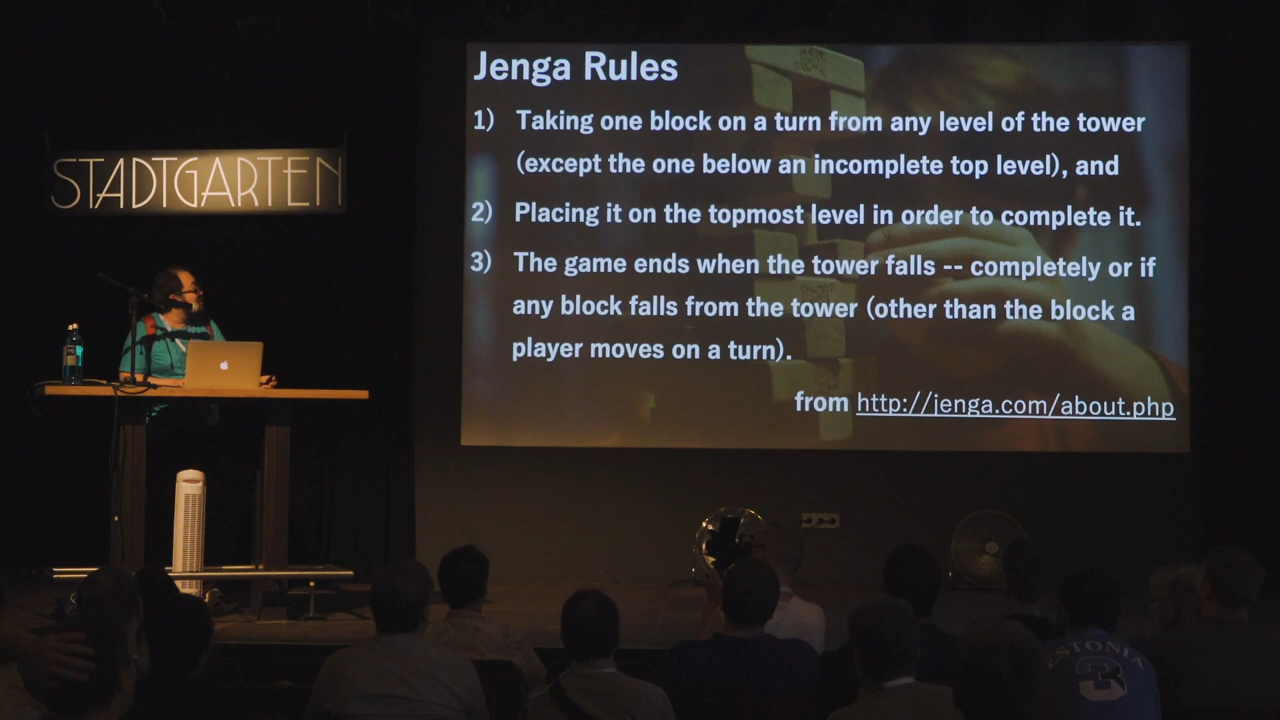 STADTGARTEN
Jenga Rules
1) Taking one block on a turn from any level of the tower
(except the one below an incomplete top level), and
2) Placing it on the topmost level in order to complete it.
3) The game ends when the tower falls -- completely or if
any block falls from the tower (other than the block a
player moves on a turn).
from http://jenga.com/about.php
ESTONIA
3